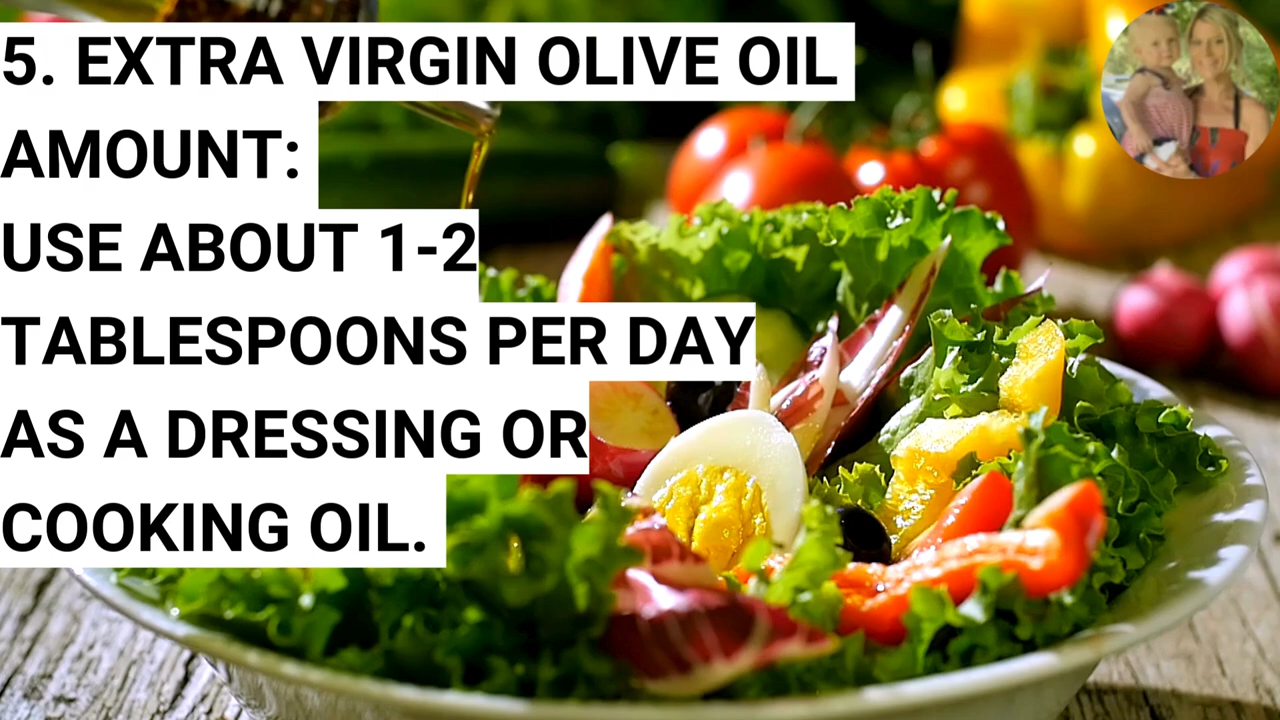 5. EXTRA VIRGIN OLIVE OIL
AMOUNT:
USE ABOUT 1-2
TABLESPOONS PER DAY
AS A DRESSING OR
COOKING OIL.